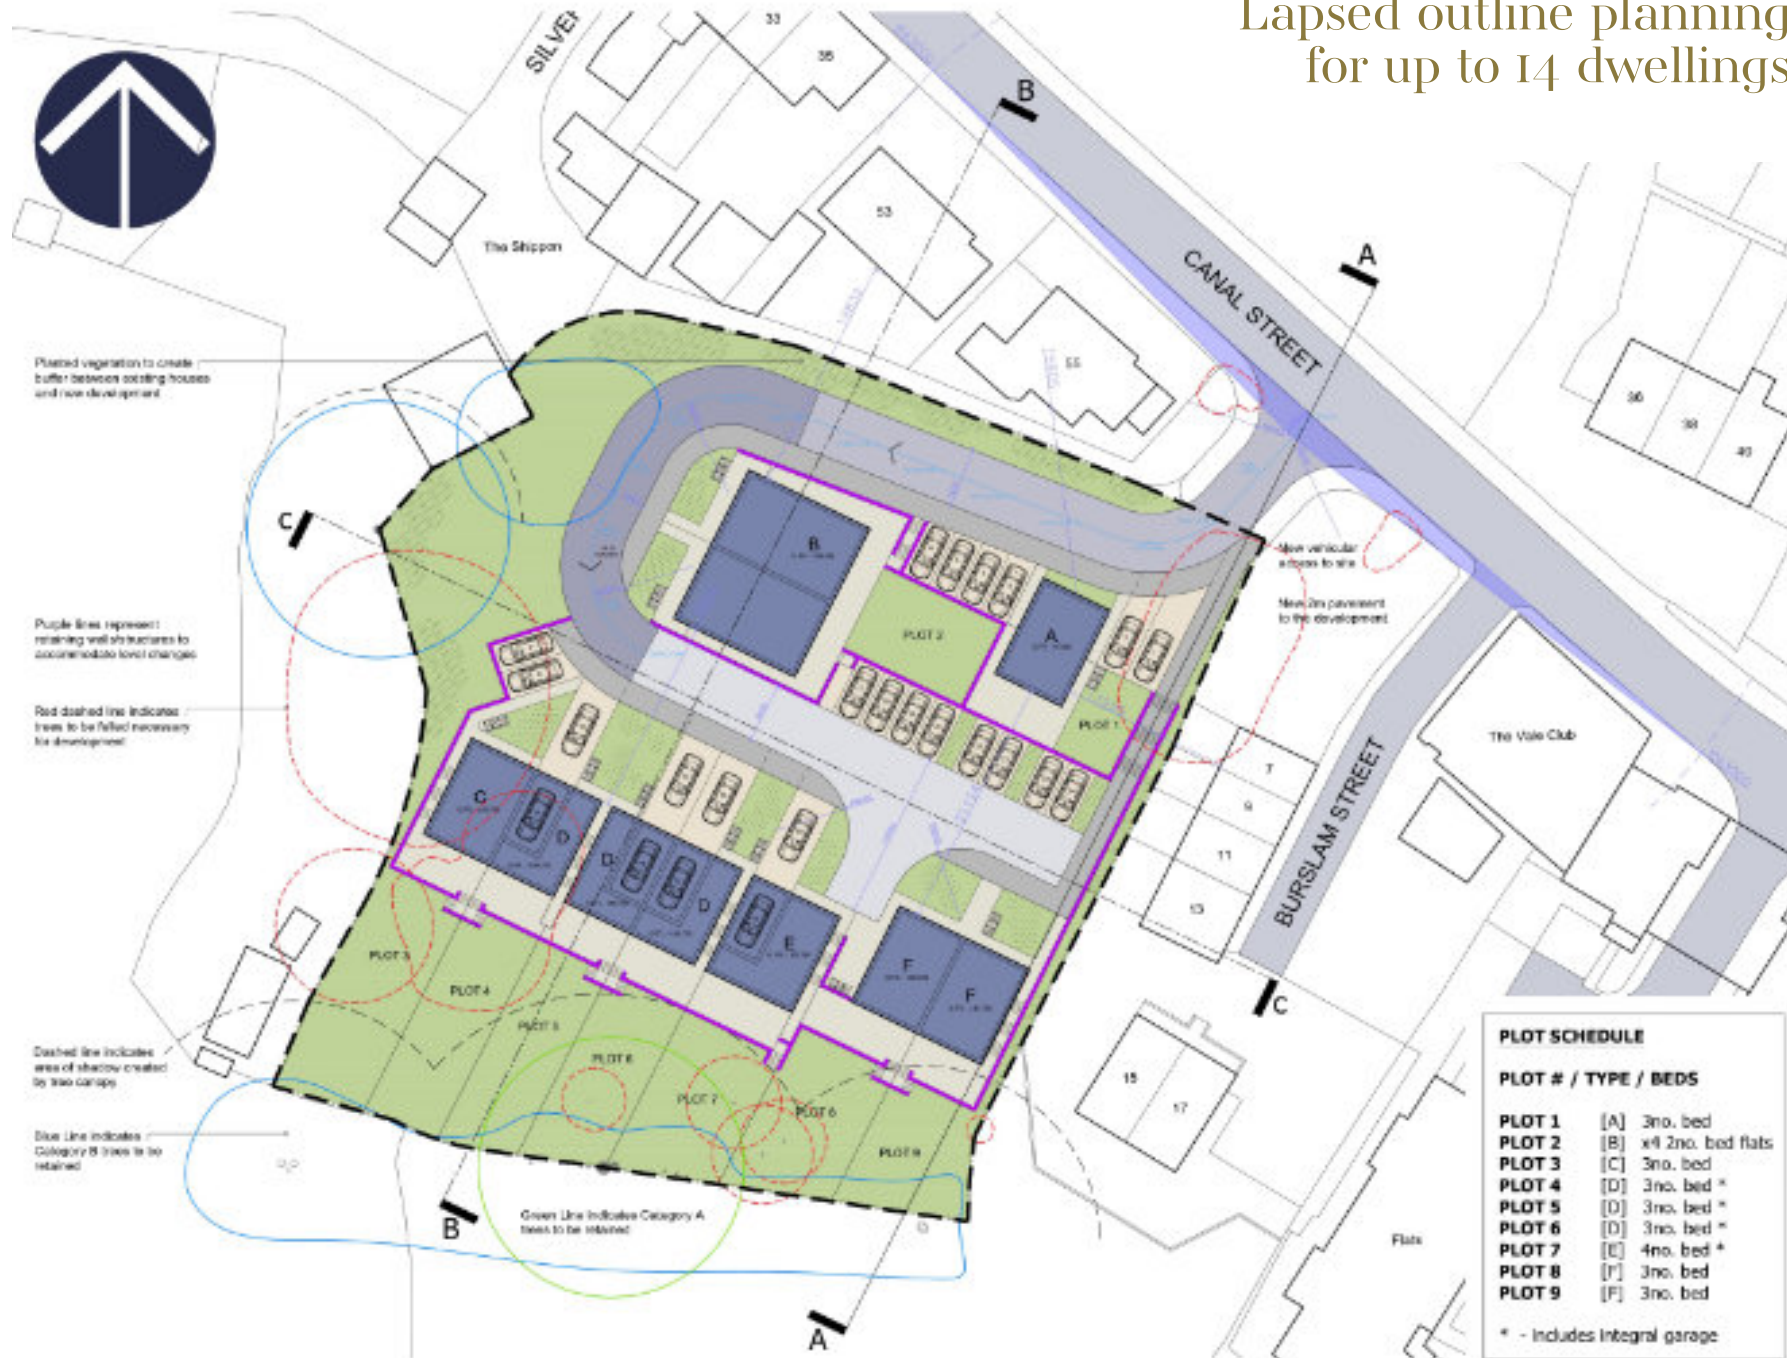 Lapsed outline planning
for up to 14 dwellings
SILVER
33
35
B
53
The Shippon
A
CANAL STREET
55
36
38
40
Planted vegetation to create
buffer between existing houses
and new development
C
B
New vehicular
access to site
New 2m pavement
to the development
A
PLOT 2
PLOT 1
Purple lines represent
retaining wall structures to
accommodate level changes
Red dashed line indicates
trees to be felled necessary
for development
The Vale Club
7
9
11
13
BURSLAM STREET
C
D
D
D
E
F
F
PLOT 3
PLOT 4
PLOT 5
PLOT 6
PLOT 7
PLOT 9
C
15
17
Dashed line indicates
area of shadow created
by tree canopy
Blue Line indicates
Category B trees to be
retained
Green Line indicates Category A
trees to be retained
B
A
Flats
PLOT SCHEDULE
PLOT # / TYPE / BEDS
PLOT 1 [A] 3no. bed
PLOT 2 [B] x4 2no. bed flats
PLOT 3 [C] 3no. bed
PLOT 4 [D] 3no. bed *
PLOT 5 [D] 3no. bed *
PLOT 6 [D] 3no. bed *
PLOT 7 [E] 4no. bed *
PLOT 8 [F] 3no. bed
PLOT 9 [F] 3no. bed
* - Includes integral garage